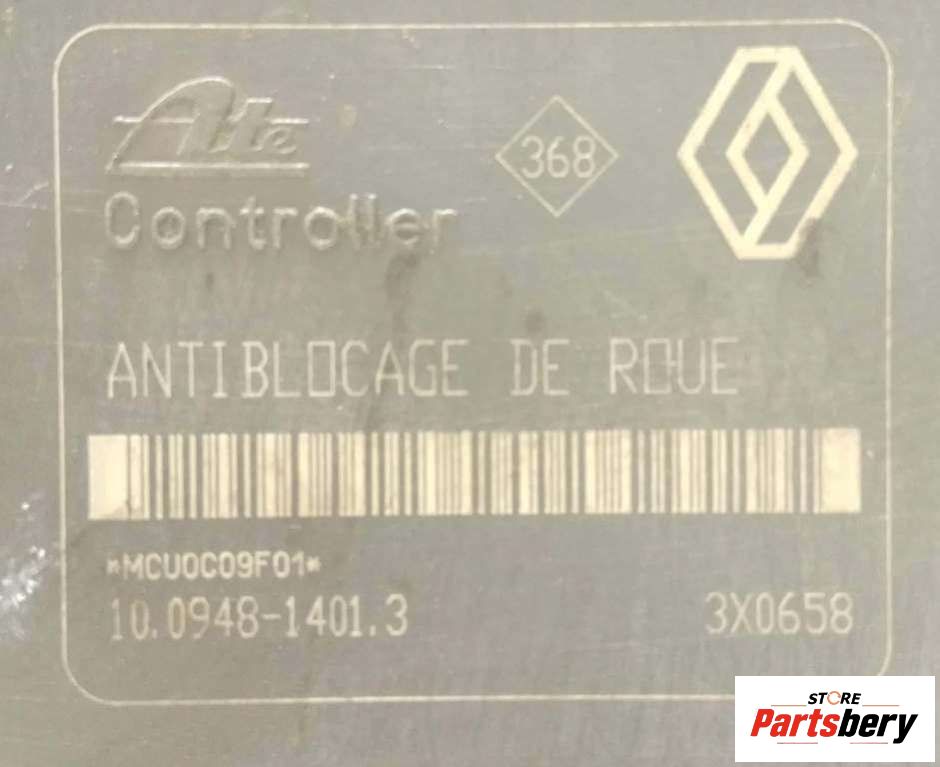 Ate
368
Controller
ANTIBLOCAGE DE ROUE
*MCU0C09F01*
10.0948-1401.3 3X0658
STORE
Partsbery